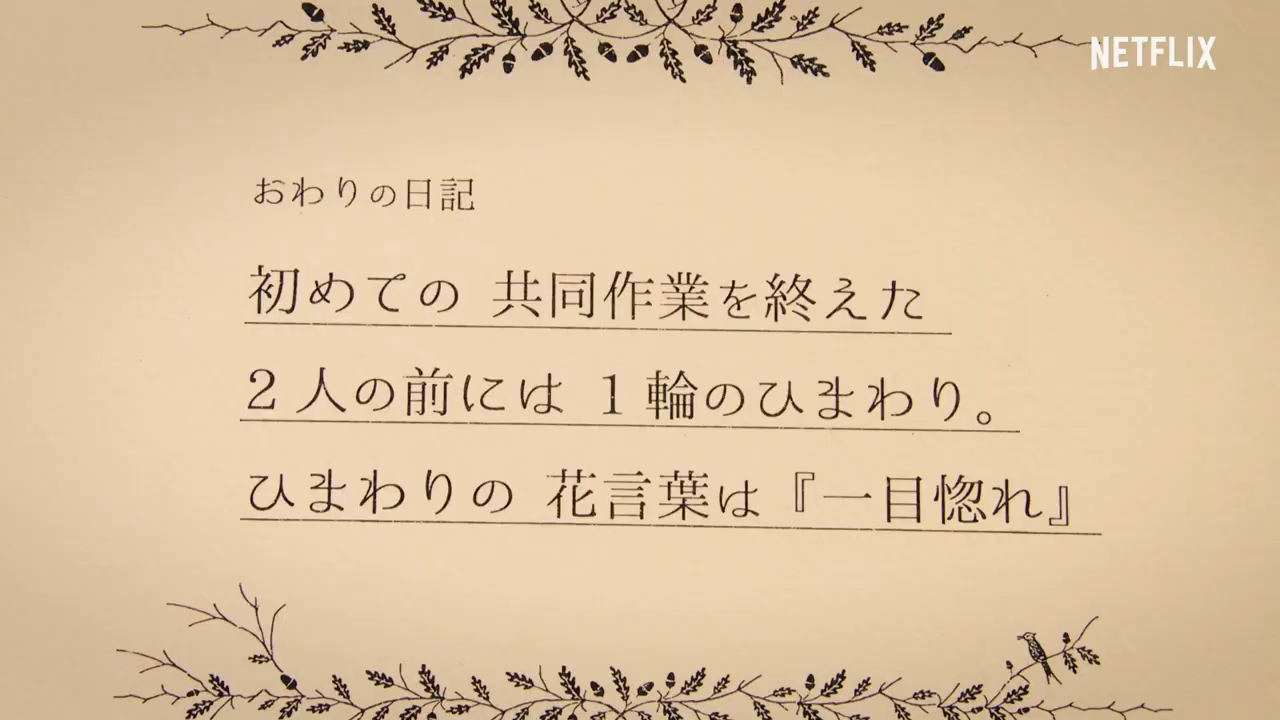 NETFLIX
おわりの日記
初めての 共同作業を終えた
2人の前には 1輪のひまわり。
ひまわりの 花言葉は『一目惚れ』